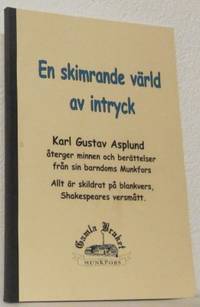 En skimrande värld
av intryck
Karl Gustav Asplund
återger minnen och berättelser
från sin barndoms Munkfors
Allt är skildrat på blankvers,
Shakespeares versmått.
Gamla Bruket
MUNKFORS